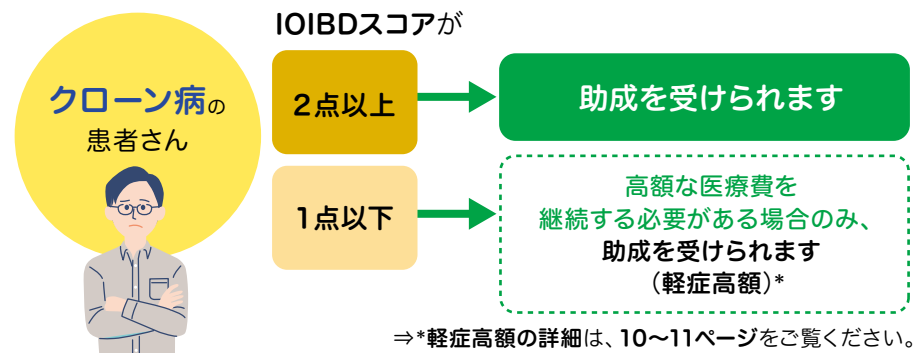 IOIBDスコアが
クローン病の
患者さん
2点以上
助成を受けられます
1点以下
高額な医療費を
継続する必要がある場合のみ、
助成を受けられます
（軽症高額）*
⇒*軽症高額の詳細は、10〜11ページをご覧ください。